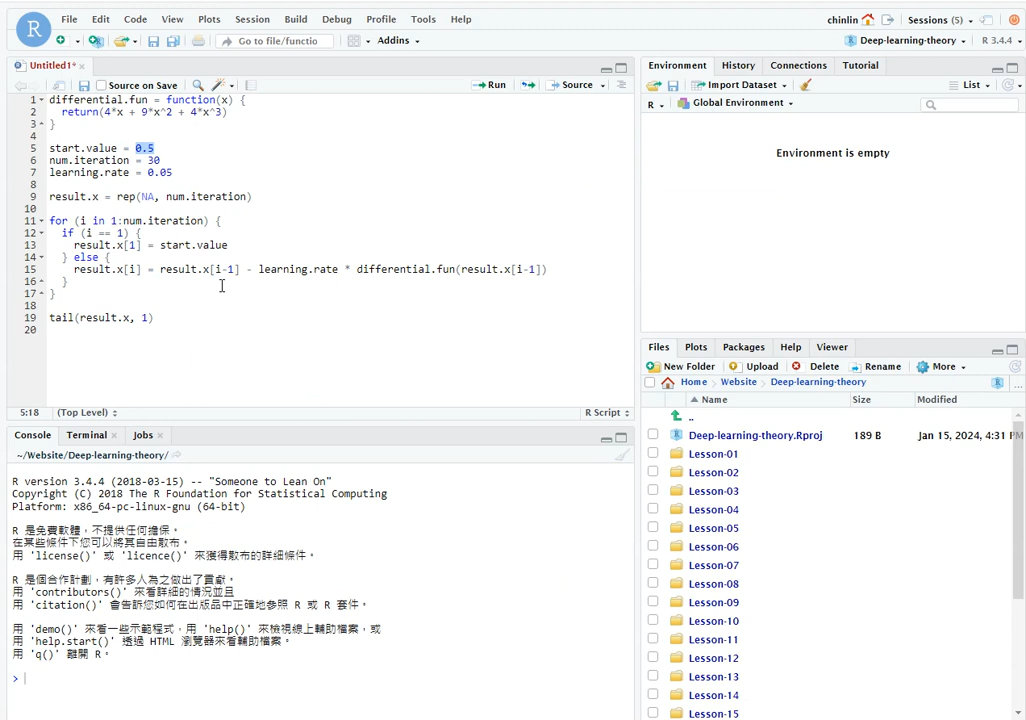 R
File Edit Code View Plots Session Build Debug Profile Tools Help
chinlin Sessions (5)
Go to file/functio Addins
Deep-learning-theory R 3.4.4
Untitled1*
Source on Save Run Source
1 differential.fun = function(x) {
2 return(4*x + 9*x^2 + 4*x^3)
3 }
4
5 start.value = 0.5
6 num.iteration = 30
7 learning.rate = 0.05
8
9 result.x = rep(NA, num.iteration)
10
11 for (i in 1:num.iteration) {
12 if (i == 1) {
13 result.x[1] = start.value
14 } else {
15 result.x[i] = result.x[i-1] - learning.rate * differential.fun(result.x[i-1])
16 }
17 }
18
19 tail(result.x, 1)
20
5:18 (Top Level) R Script
Console Terminal Jobs
~/Website/Deep-learning-theory/
R version 3.4.4 (2018-03-15) -- "Someone to Lean On"
Copyright (C) 2018 The R Foundation for Statistical Computing
Platform: x86_64-pc-linux-gnu (64-bit)
R 是免費軟體，不提供任何擔保。
在某些條件下您可以將其自由散布。
用 'license()' 或 'licence()' 來獲得散布的詳細條件。
R 是個合作計劃，有許多人為之做出了貢獻。
用 'contributors()' 來看詳細的情況並且
用 'citation()' 會告訴您如何在出版品中正確地參照 R 或 R 套件。
用 'demo()' 來看一些示範程式，用 'help()' 來檢視線上輔助檔案，或
用 'help.start()' 透過 HTML 瀏覽器來看輔助檔案。
用 'q()' 離開 R。
>
Environment History Connections Tutorial
Import Dataset List
R Global Environment
Environment is empty
Files Plots Packages Help Viewer
New Folder Upload Delete Rename More
Home Website Deep-learning-theory ...
Name Size Modified
..
Deep-learning-theory.Rproj 189 B Jan 15, 2024, 4:31 PM
Lesson-01
Lesson-02
Lesson-03
Lesson-04
Lesson-05
Lesson-06
Lesson-07
Lesson-08
Lesson-09
Lesson-10
Lesson-11
Lesson-12
Lesson-13
Lesson-14
Lesson-15